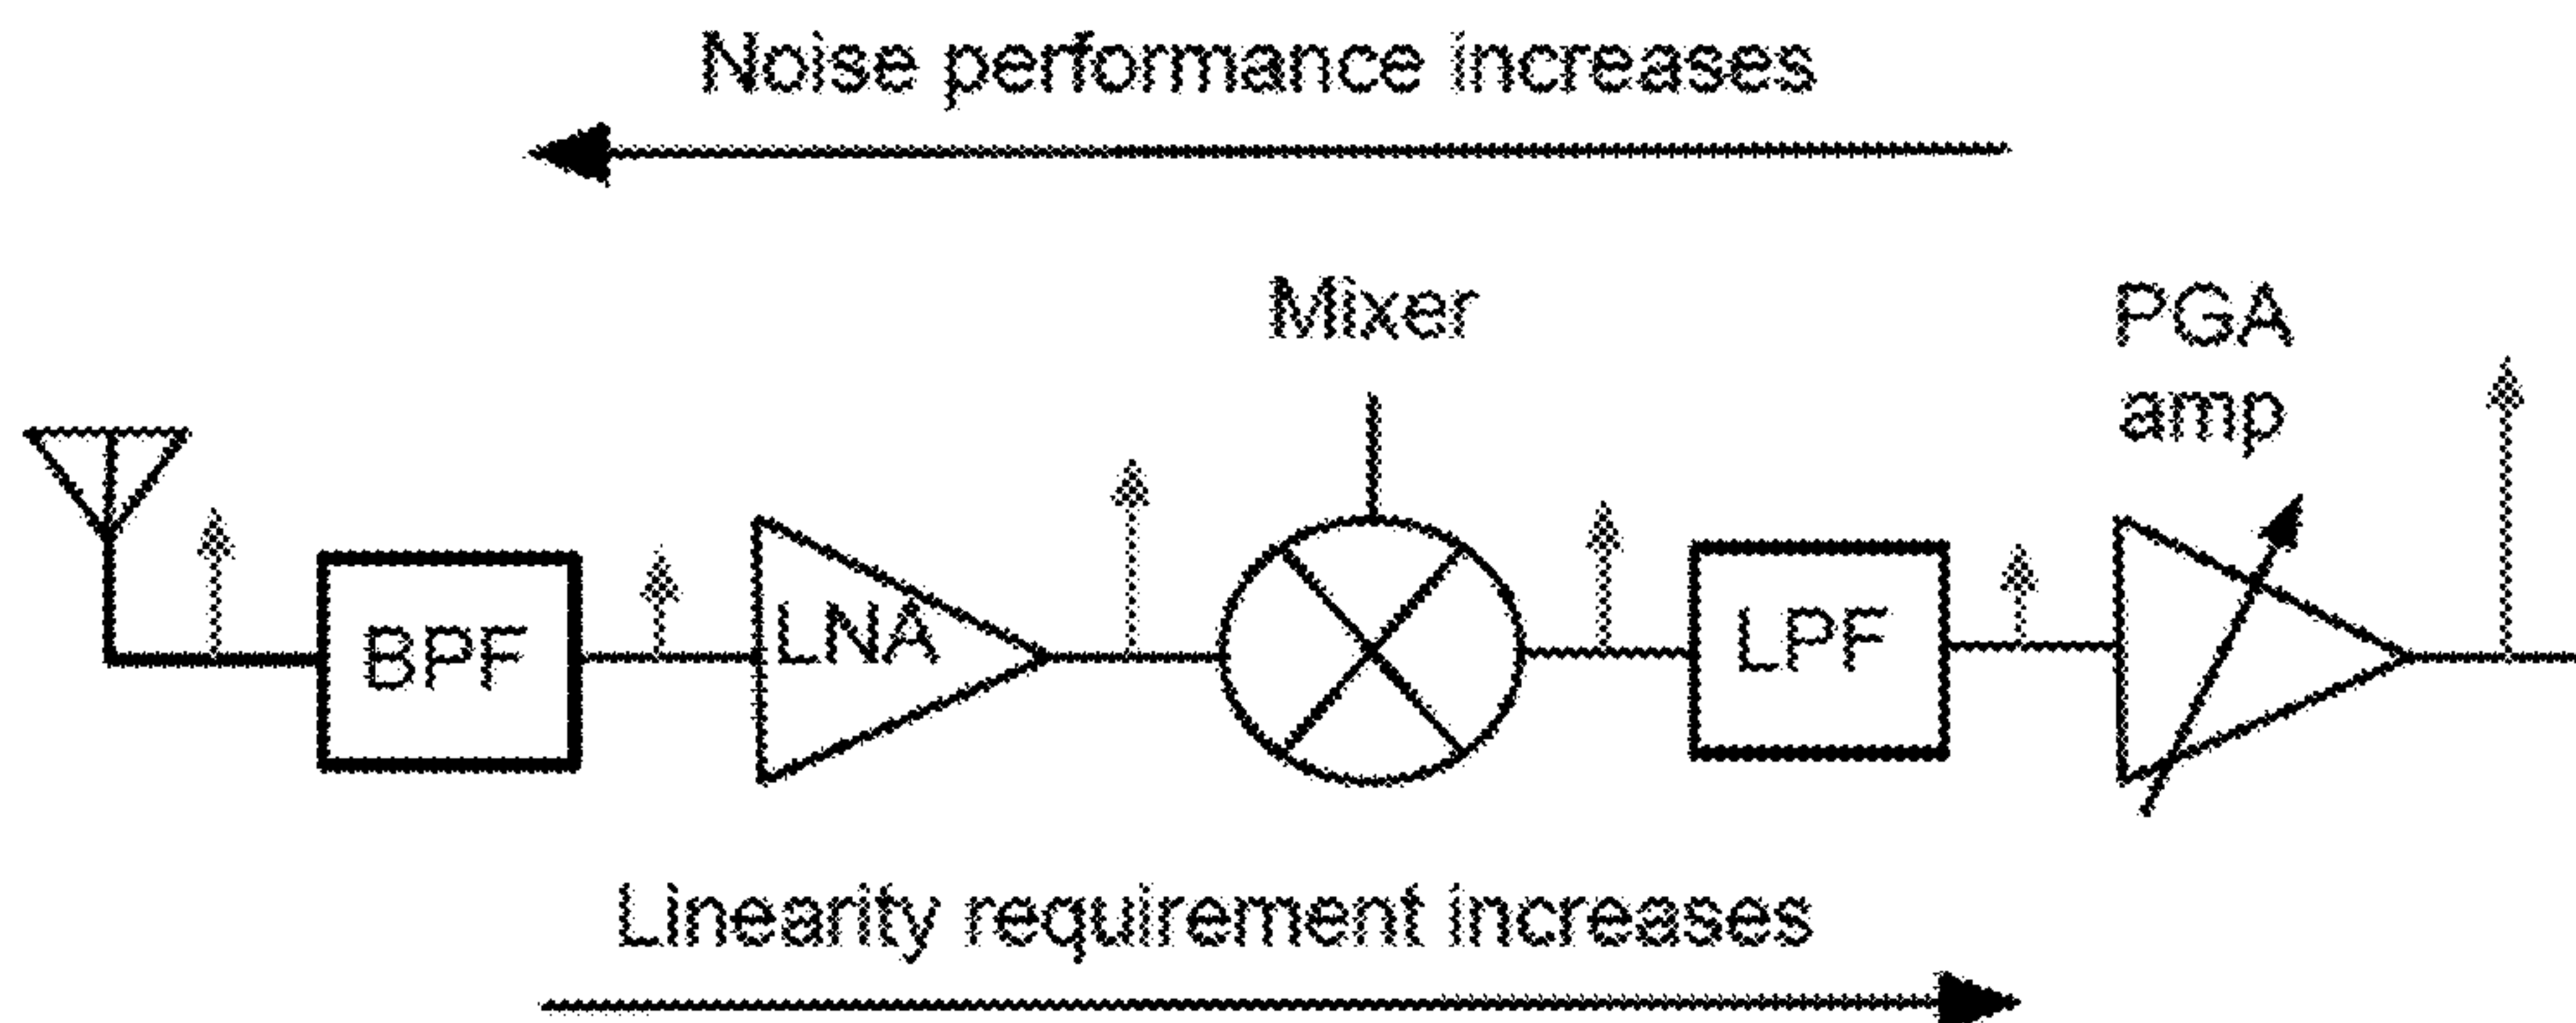 Noise performance increases
Mixer
PGA
amp
BPF
LNA
LPF
Linearity requirement increases